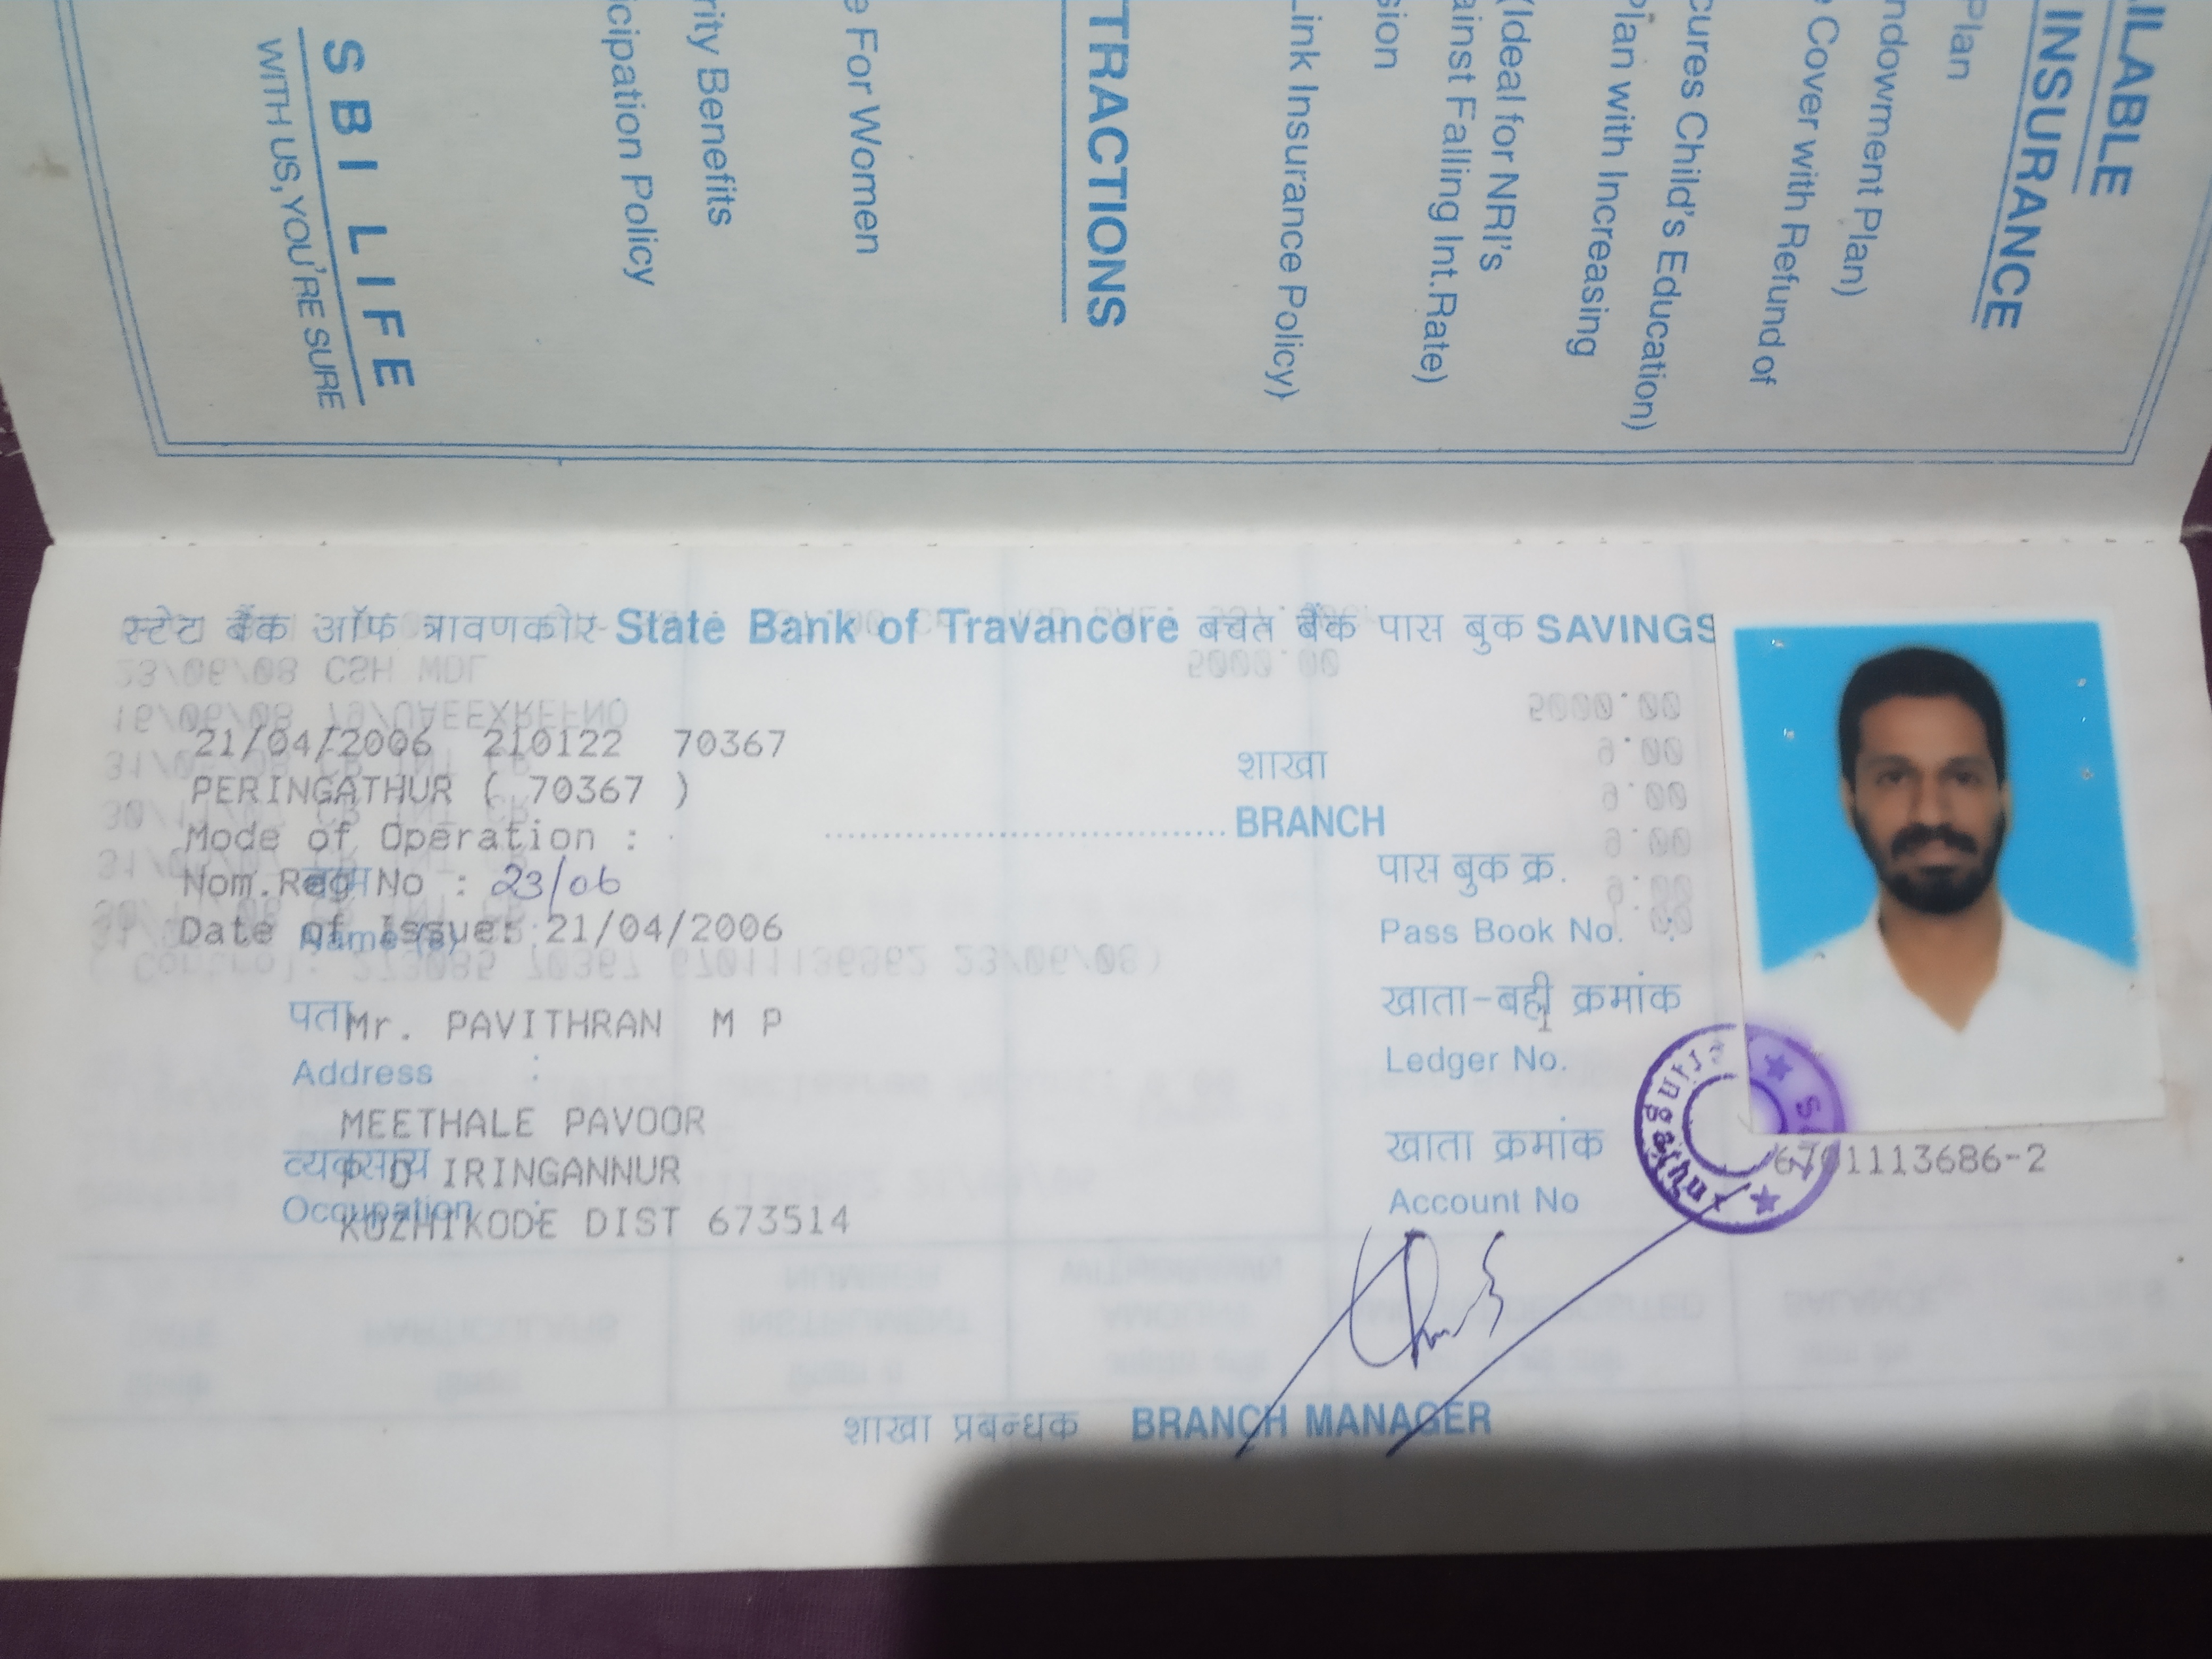 ILABLE
INSURANCE
Plan
ndowment Plan)
Cover with Refund of
cures Child's Education)
Plan with Increasing
(Ideal for NRI's
ainst Falling Int.Rate)
sion
Link Insurance Policy)
TRACTIONS
e For Women
rity Benefits
cipation Policy
SBI LIFE
WITH US, YOU'RE SURE
स्टेट बैंक ऑफ त्रावणकोर State Bank of Travancore बचत बैंक पास बुक SAVINGS
21/04/2006 210122 70367
PERINGATHUR ( 70367 )
शाखा
BRANCH
Mode of Operation :
Nom.Reg No : 23/06
नाम
Date of Issue: 21/04/2006
Name (s)
पास बुक क्र.
Pass Book No. :
पता Mr. PAVITHRAN M P
Address :
खाता-बही क्रमांक
Ledger No.
MEETHALE PAVOOR
व्यवसाय P O IRINGANNUR
Occupation :
KOZHIKODE DIST 673514
खाता क्रमांक
Account No
6701113686-2
शाखा प्रबन्धक BRANCH MANAGER